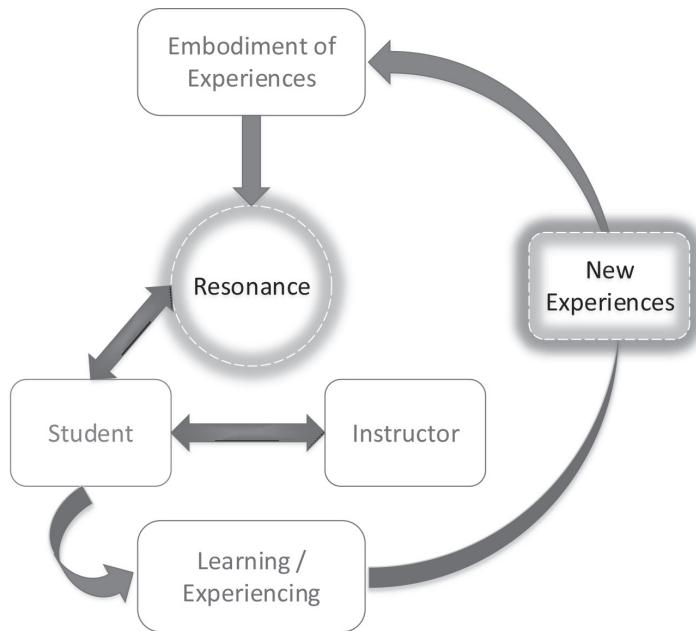 Embodiment of
Experiences
Resonance
New
Experiences
Student
Instructor
Learning /
Experiencing